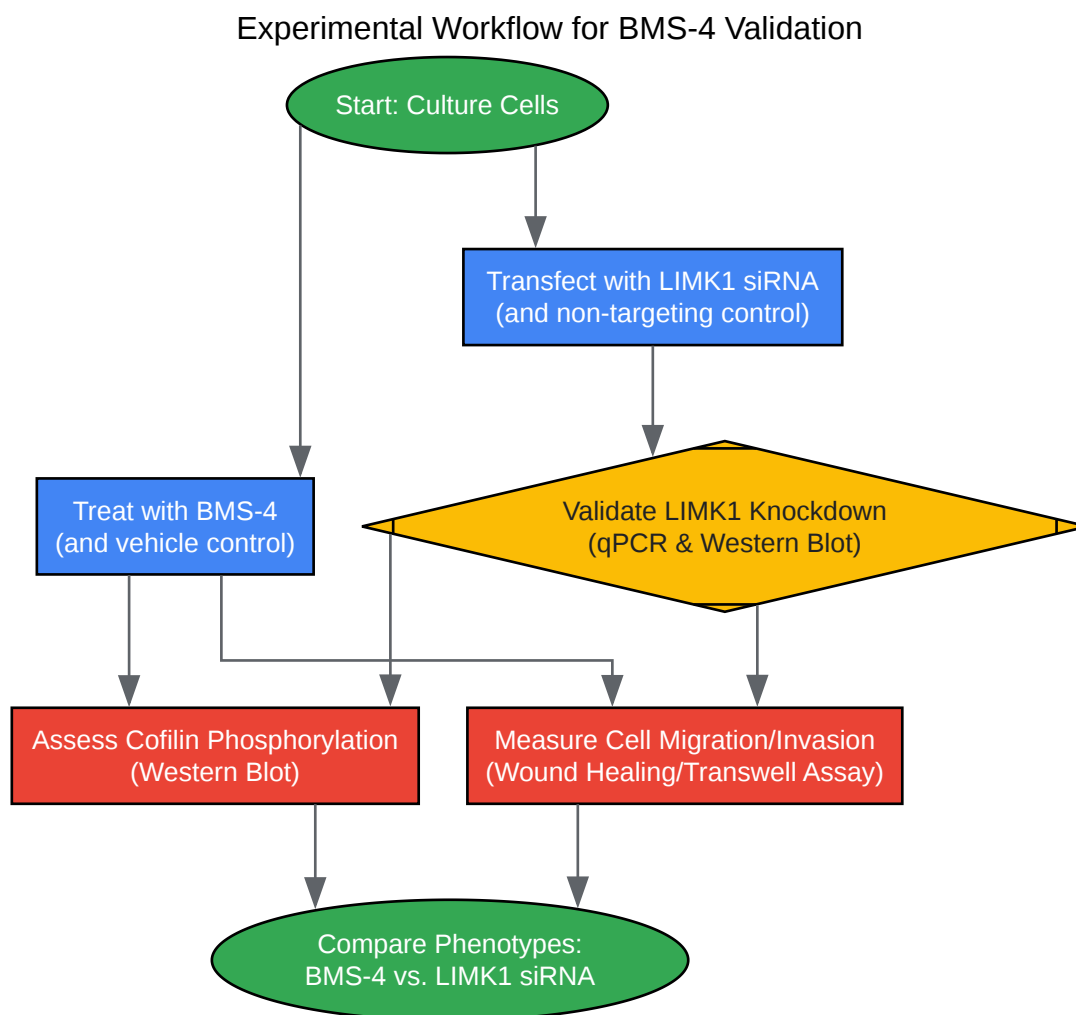 Experimental Workflow for BMS-4 Validation
Start: Culture Cells
Transfect with LIMK1 siRNA
(and non-targeting control)
Treat with BMS-4
(and vehicle control)
Validate LIMK1 Knockdown
(qPCR & Western Blot)
Assess Cofilin Phosphorylation
(Western Blot)
Measure Cell Migration/Invasion
(Wound Healing/Transwell Assay)
Compare Phenotypes:
BMS-4 vs. LIMK1 siRNA